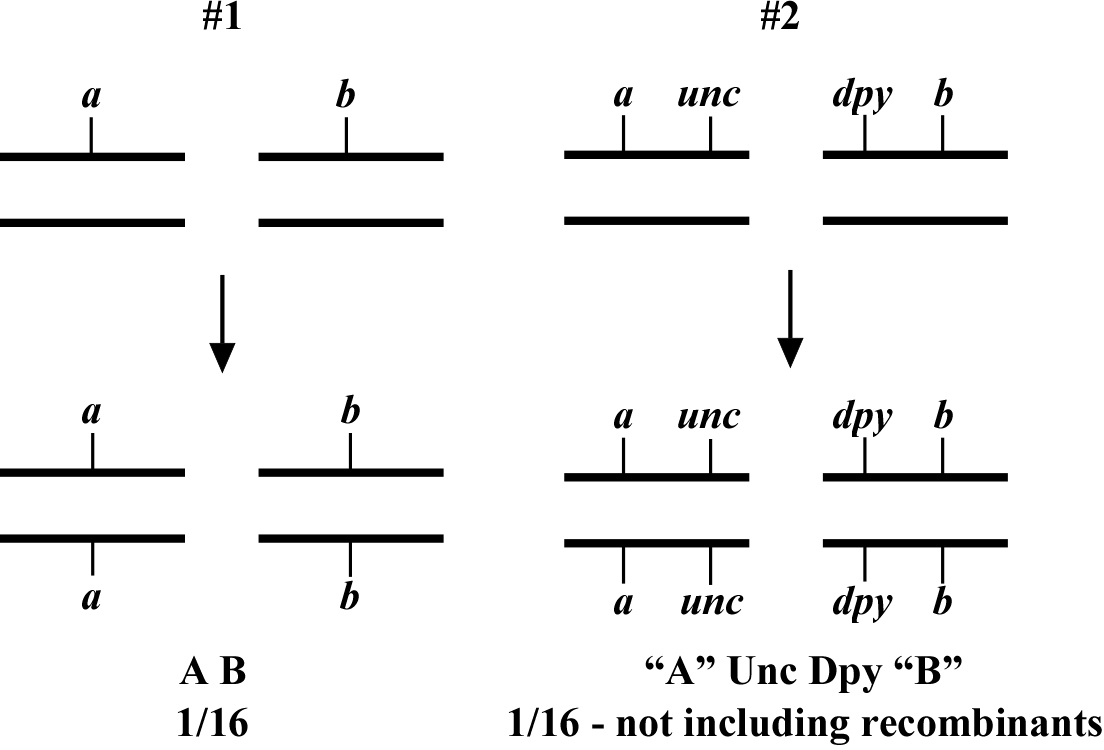 #1
a b
a b
a b
A B
1/16
#2
a unc dpy b
a unc dpy b
a unc dpy b
“A” Unc Dpy “B”
1/16 - not including recombinants